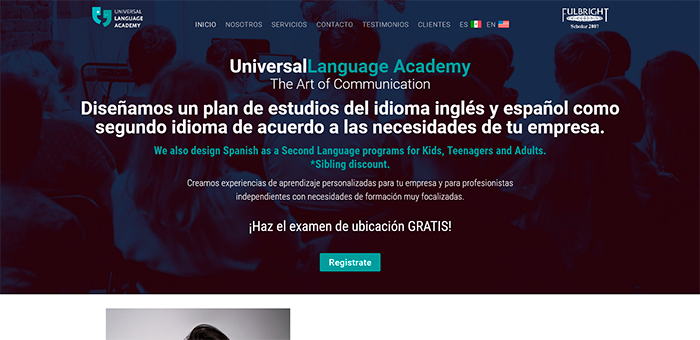 UNIVERSAL
LANGUAGE
ACADEMY
INICIO NOSOTROS SERVICIOS CONTACTO TESTIMONIOS CLIENTES ES EN
FULBRIGHT
Scholar 2007
UniversalLanguage Academy
The Art of Communication
Diseñamos un plan de estudios del idioma inglés y español como
segundo idioma de acuerdo a las necesidades de tu empresa.
We also design Spanish as a Second Language programs for Kids, Teenagers and Adults.
*Sibling discount.
Creamos experiencias de aprendizaje personalizadas para tu empresa y para profesionistas
independientes con necesidades de formación muy focalizadas.
¡Haz el examen de ubicación GRATIS!
Registrate